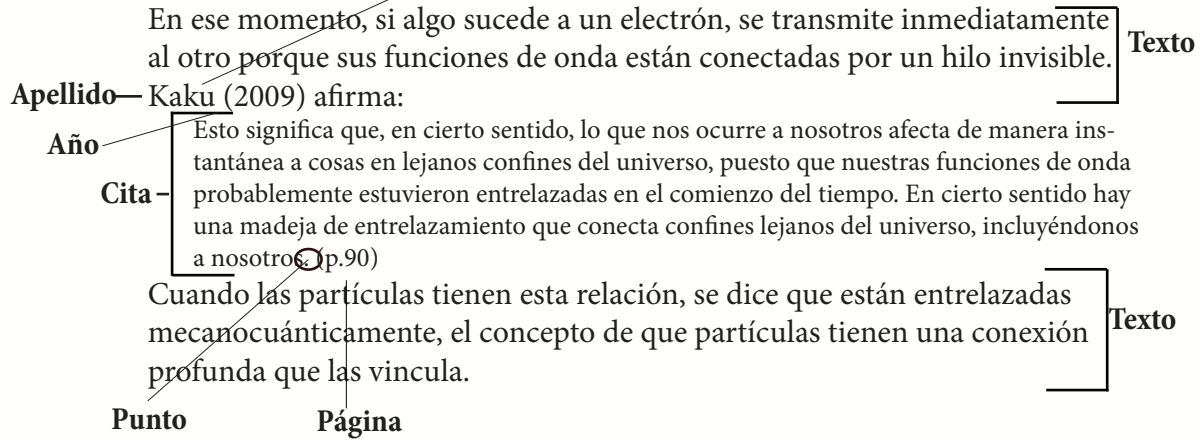 En ese momento, si algo sucede a un electrón, se transmite inmediatamente
al otro porque sus funciones de onda están conectadas por un hilo invisible.
Texto
Apellido Kaku (2009) afirma:
Año
Esto significa que, en cierto sentido, lo que nos ocurre a nosotros afecta de manera ins-
tantánea a cosas en lejanos confines del universo, puesto que nuestras funciones de onda
Cita
probablemente estuvieron entrelazadas en el comienzo del tiempo. En cierto sentido hay
una madeja de entrelazamiento que conecta confines lejanos del universo, incluyéndonos
a nosotros. (p.90)
Cuando las partículas tienen esta relación, se dice que están entrelazadas
mecanocuánticamente, el concepto de que partículas tienen una conexión
Texto
profunda que las vincula.
Punto
Página